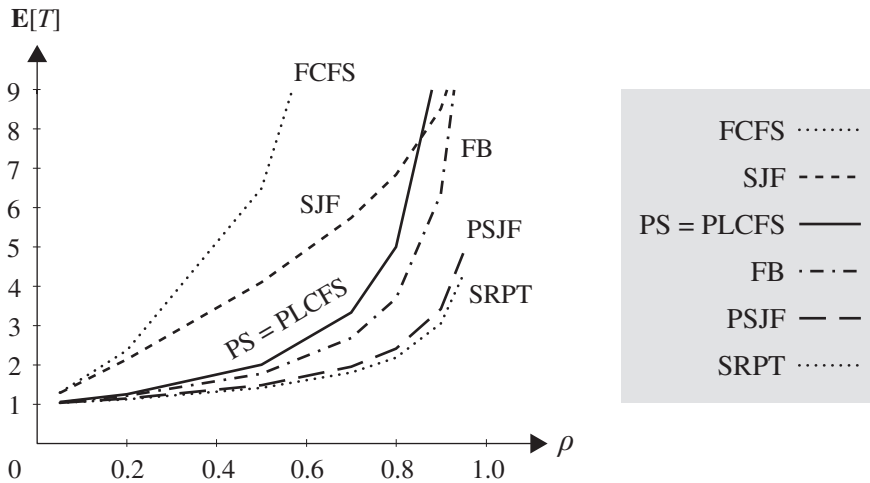 E[T]
FCFS
9
8
7
6
5
4
3
2
1
0
SJF
FB
PS = PLCFS
PSJF
SRPT
0.2
0.4
0.6
0.8
1.0
ρ
FCFS
SJF
PS = PLCFS
FB
PSJF
SRPT